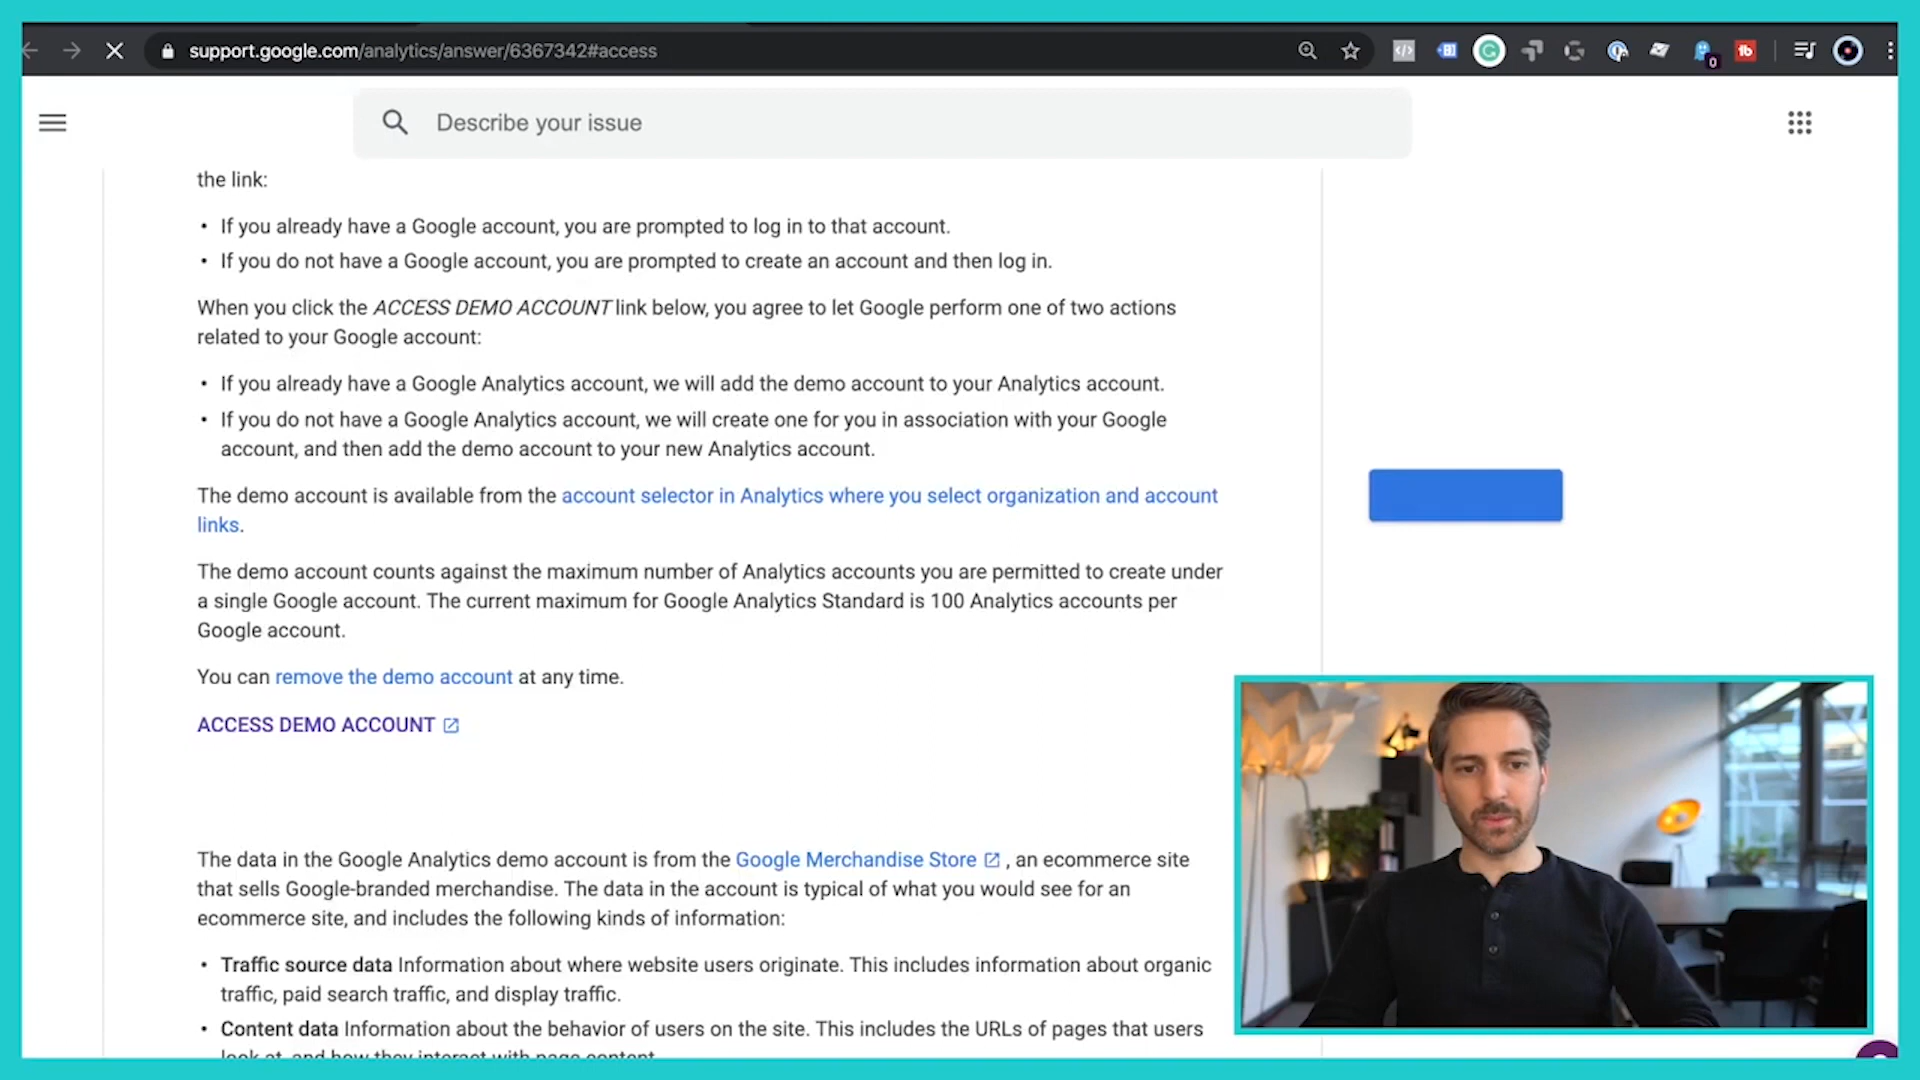 support.google.com/analytics/answer/6367342#access
0
Describe your issue
the link:
• If you already have a Google account, you are prompted to log in to that account.
• If you do not have a Google account, you are prompted to create an account and then log in.
When you click the ACCESS DEMO ACCOUNT link below, you agree to let Google perform one of two actions
related to your Google account:
• If you already have a Google Analytics account, we will add the demo account to your Analytics account.
• If you do not have a Google Analytics account, we will create one for you in association with your Google
account, and then add the demo account to your new Analytics account.
The demo account is available from the account selector in Analytics where you select organization and account
links.
The demo account counts against the maximum number of Analytics accounts you are permitted to create under
a single Google account. The current maximum for Google Analytics Standard is 100 Analytics accounts per
Google account.
You can remove the demo account at any time.
ACCESS DEMO ACCOUNT
The data in the Google Analytics demo account is from the Google Merchandise Store , an ecommerce site
that sells Google-branded merchandise. The data in the account is typical of what you would see for an
ecommerce site, and includes the following kinds of information:
• Traffic source data Information about where website users originate. This includes information about organic
traffic, paid search traffic, and display traffic.
• Content data Information about the behavior of users on the site. This includes the URLs of pages that users
look at, and how they interact with page content.